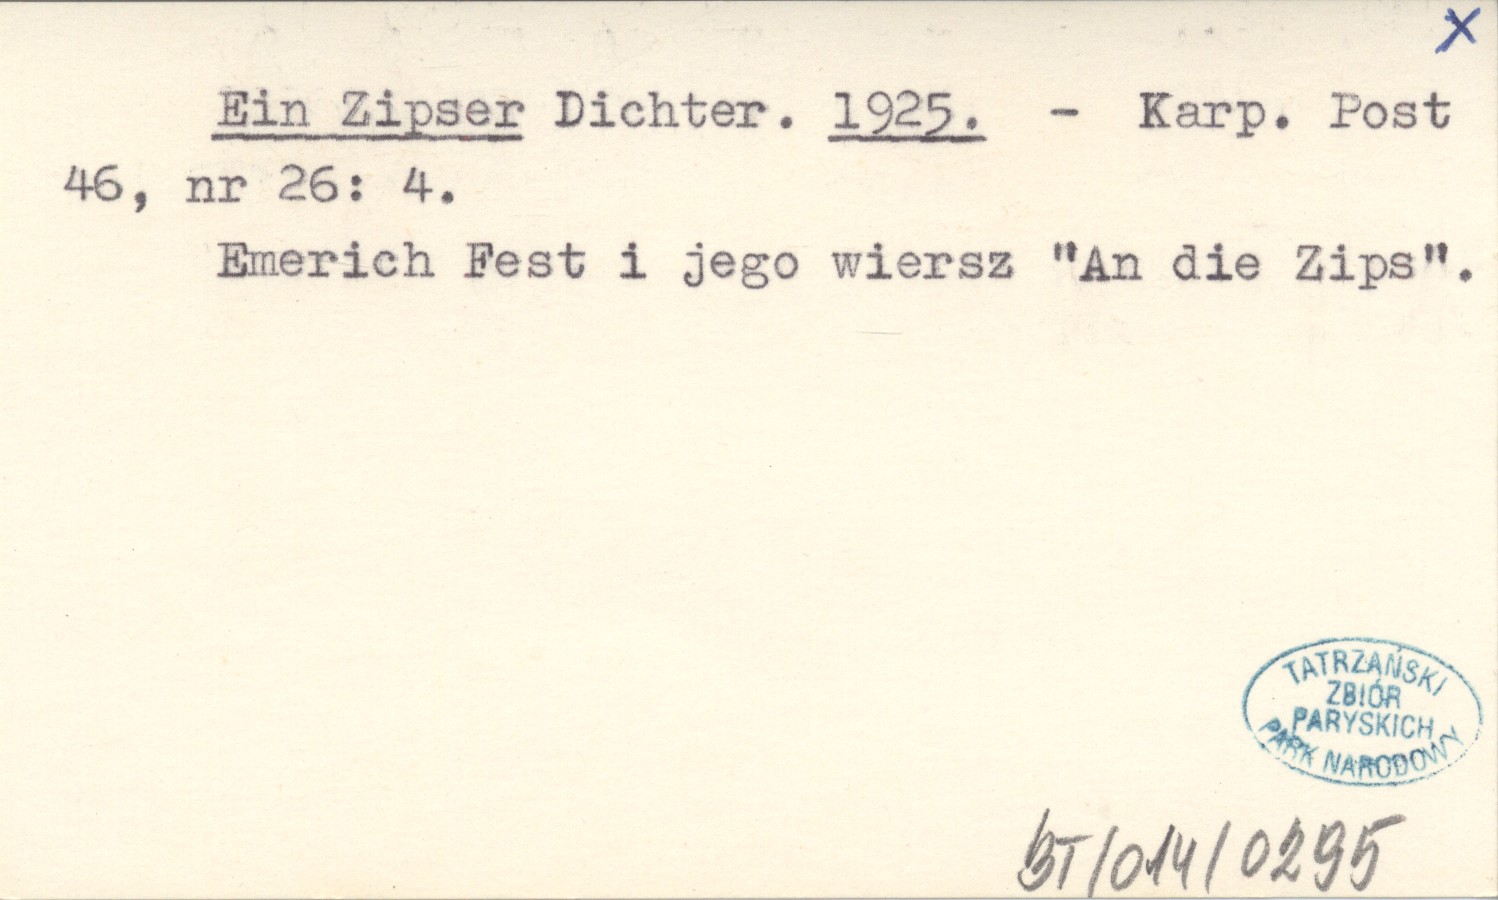 X
Ein Zipser Dichter. 1925. - Karp. Post
46, nr 26: 4.
Emerich Fest i jego wiersz "An die Zips".
TATRZAŃSKI
ZBIÓR
PARYSKICH
PARK NARODOWY
BT/014/0295